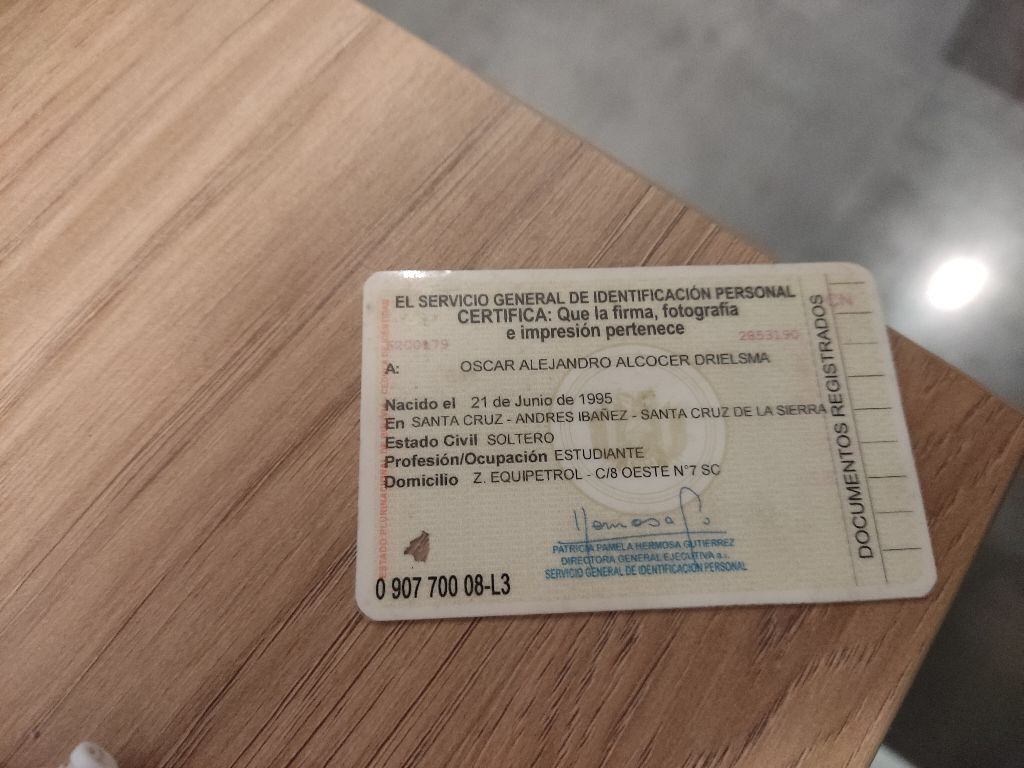 EL SERVICIO GENERAL DE IDENTIFICACIÓN PERSONAL
CERTIFICA: Que la firma, fotografía
e impresión pertenece
2853190
A: OSCAR ALEJANDRO ALCOCER DRIELSMA
Nacido el 21 de Junio de 1995
En SANTA CRUZ - ANDRES IBAÑEZ - SANTA CRUZ DE LA SIERRA
Estado Civil SOLTERO
Profesión/Ocupación ESTUDIANTE
Domicilio Z. EQUIPETROL - C/8 OESTE N°7 SC
PATRICIA PAMELA HERMOSA GUTIERREZ
DIRECTORA GENERAL EJECUTIVA a.i.
SERVICIO GENERAL DE IDENTIFICACIÓN PERSONAL
0 907 700 08-L3
DOCUMENTOS REGISTRADOS
CN